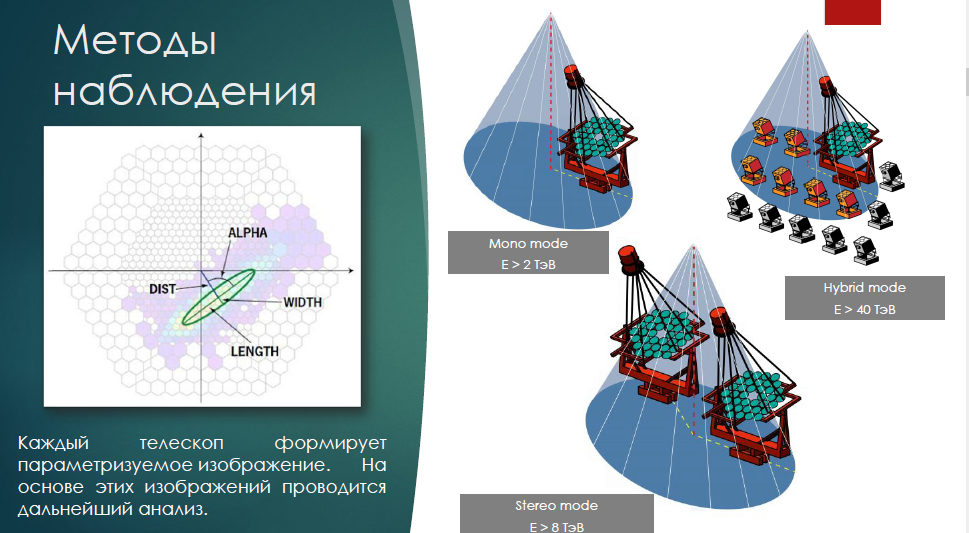 Методы
наблюдения
ALPHA
DIST
WIDTH
LENGTH
Каждый телескоп формирует
параметризуемое изображение. На
основе этих изображений проводится
дальнейший анализ.
Mono mode
E > 2 ТэВ
Hybrid mode
E > 40 ТэВ
Stereo mode
E > 8 ТэВ